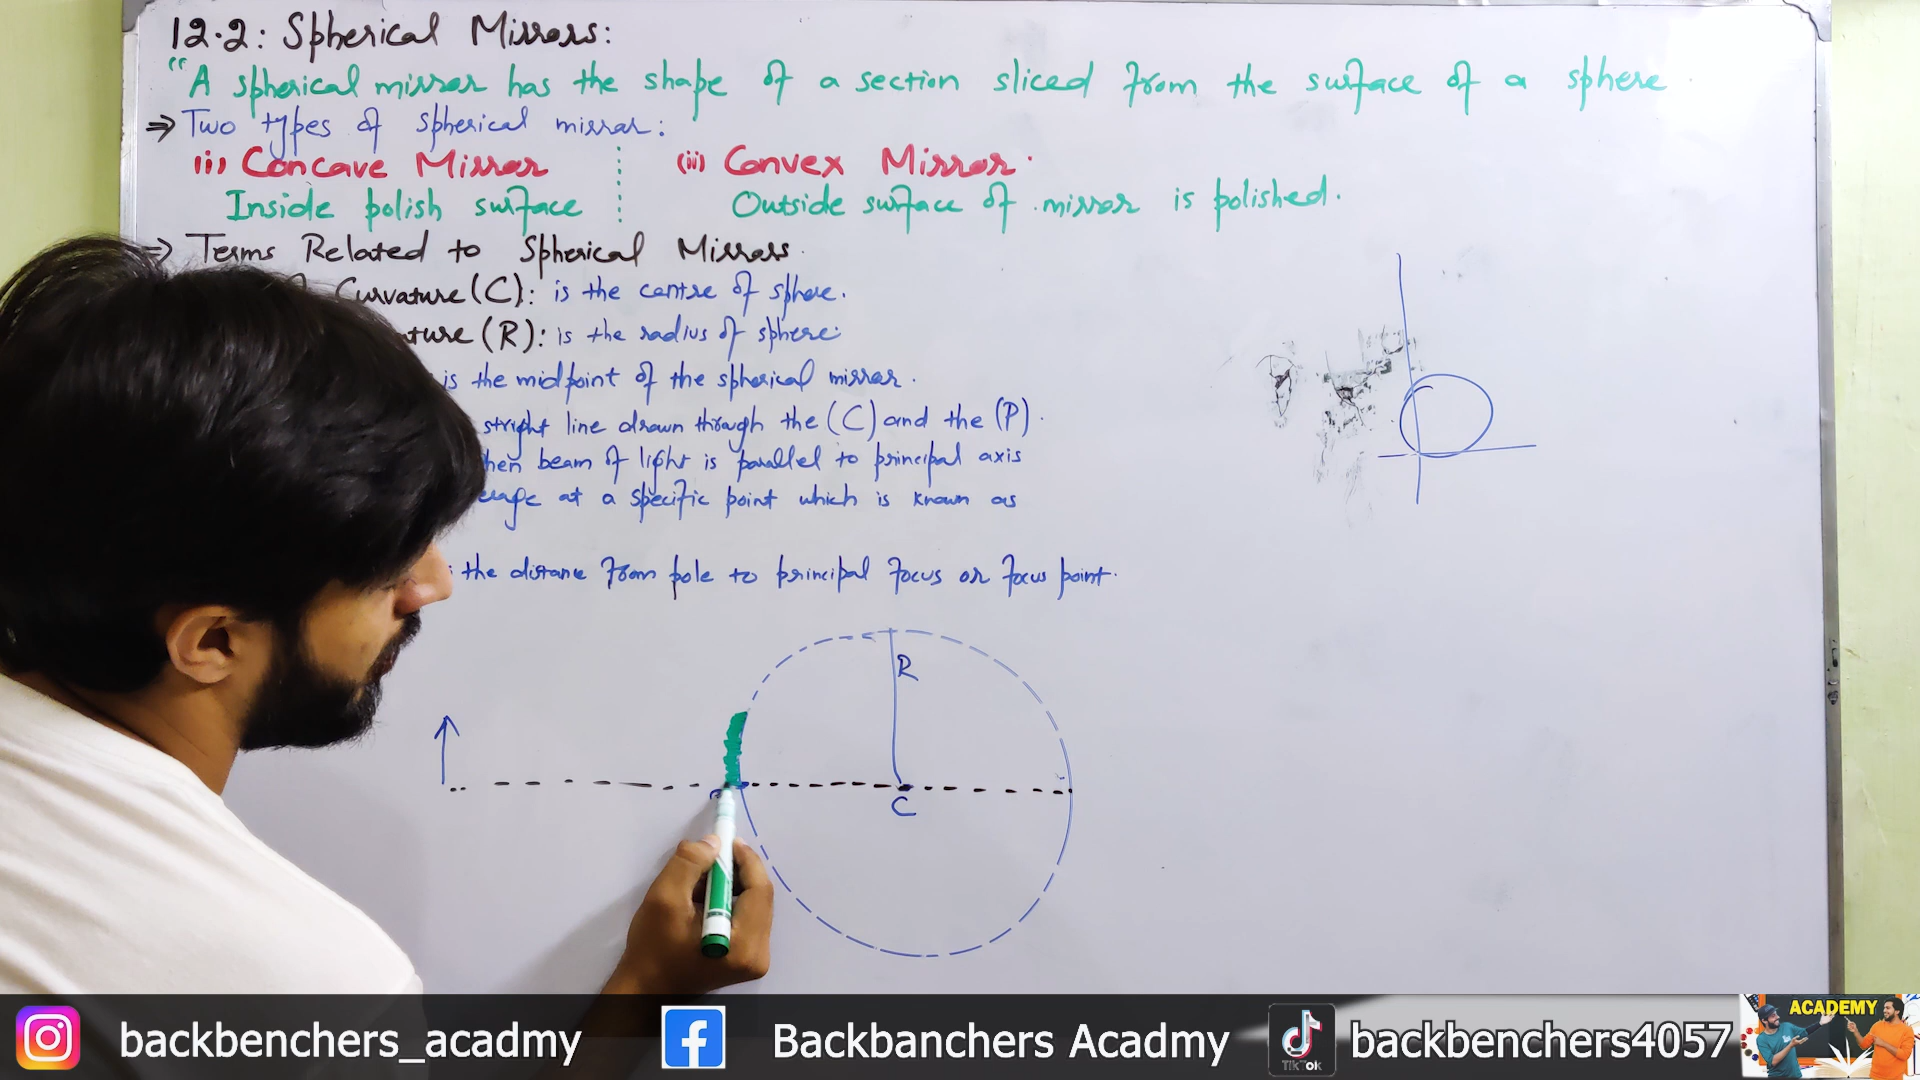 12.2: Spherical Mirrors:
"A spherical mirror has the shape of a section sliced from the surface of a sphere
⇒ Two types of spherical mirror:
(i) Concave Mirror (ii) Convex Mirror.
Inside polish surface Outside surface of mirror is polished.
⇒ Terms Related to Spherical Mirrors.
Curvature (C): is the centre of sphere.
ature (R): is the radius of sphere:
is the midpoint of the spherical mirror.
stright line drawn through the (C) and the (P).
hen beam of light is parallel to principal axis
erage at a specific point which is known as
: the distance from pole to principal focus or focus point.
R
C
backbenchers_acadmy Backbanchers Acadmy TikTok backbenchers4057 ACADEMY